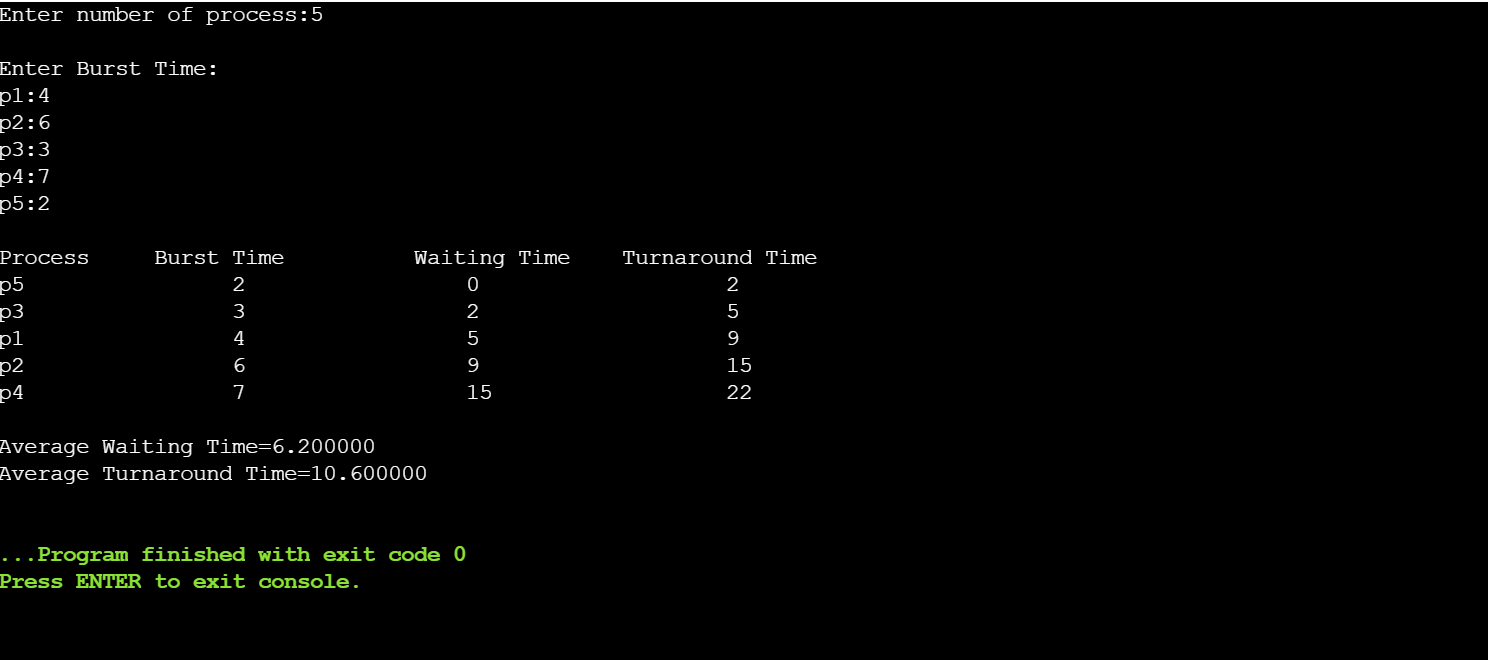 Enter number of process:5
Enter Burst Time:
p1:4
p2:6
p3:3
p4:7
p5:2
Process Burst Time Waiting Time Turnaround Time
p5 2 0 2
p3 3 2 5
p1 4 5 9
p2 6 9 15
p4 7 15 22
Average Waiting Time=6.200000
Average Turnaround Time=10.600000
...Program finished with exit code 0
Press ENTER to exit console.